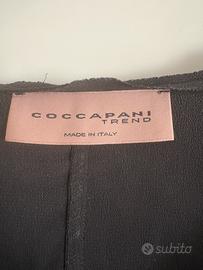 COCCAPANI
TREND
MADE IN ITALY
subito